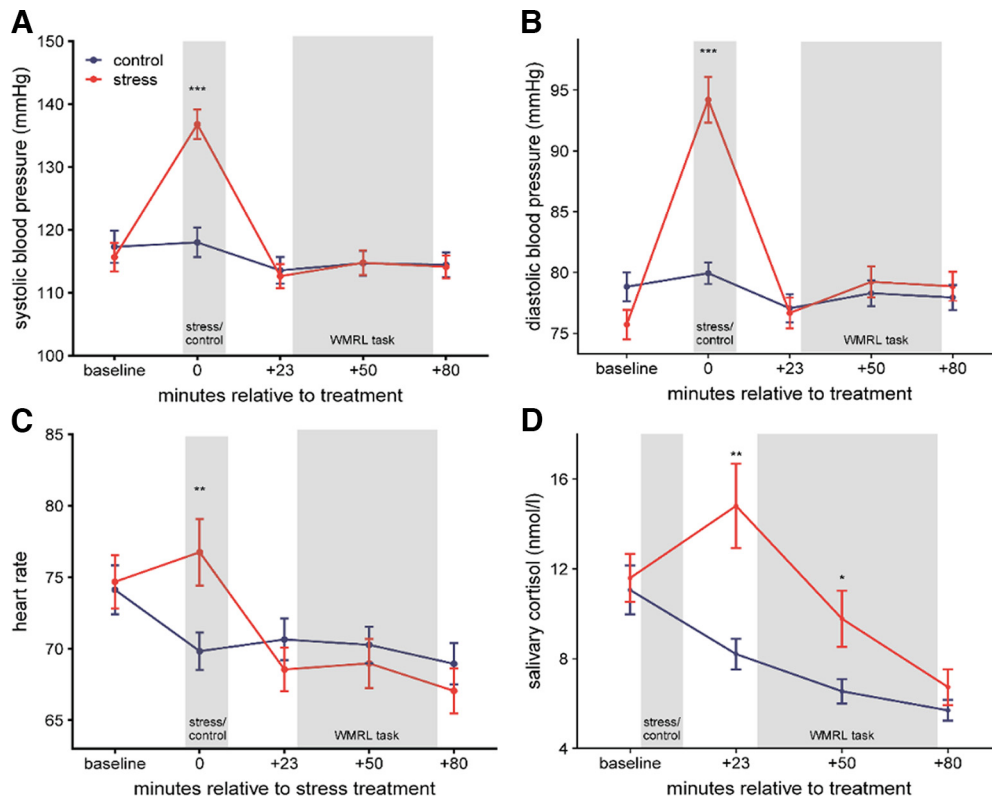 A
systolic blood pressure (mmHg)
150
140
130
120
110
100
control
stress
***
stress/
control
WMRL task
baseline
0
+23
+50
+80
minutes relative to treatment
B
diastolic blood pressure (mmHg)
95
90
85
80
75
***
stress/
control
WMRL task
baseline
0
+23
+50
+80
minutes relative to treatment
C
heart rate
85
80
75
70
65
**
stress/
control
WMRL task
baseline
0
+23
+50
+80
minutes relative to stress treatment
D
salivary cortisol (nmol/l)
16
12
8
4
**
*
stress/
control
WMRL task
baseline
+23
+50
+80
minutes relative to treatment